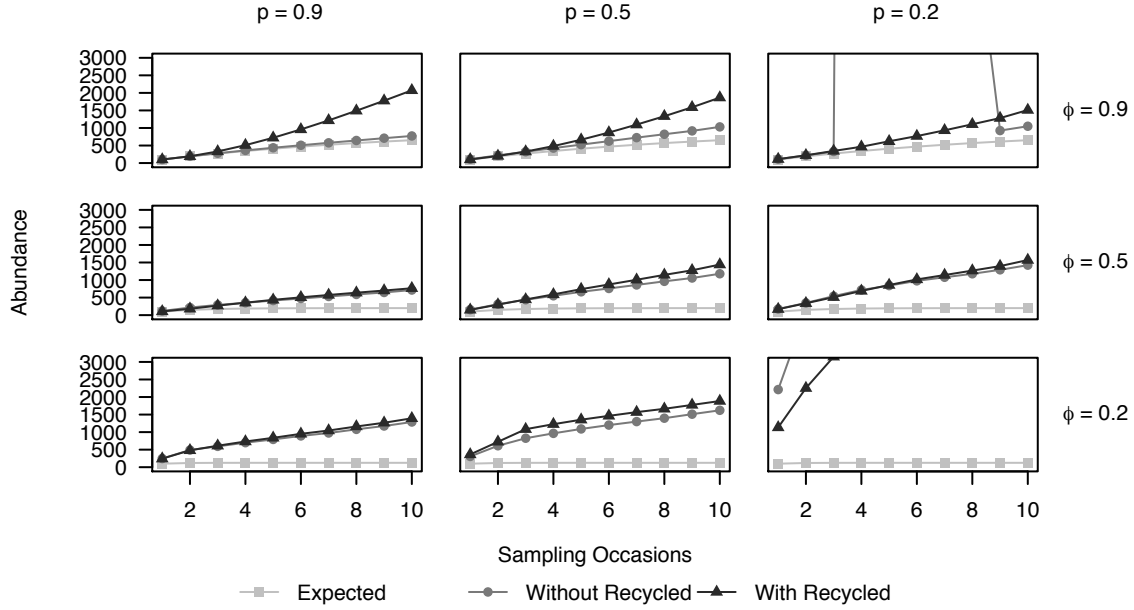 p = 0.9 p = 0.5 p = 0.2
3000
2500
2000
1500
1000
500
0
ϕ = 0.9
3000
2500
2000
1500
1000
500
0
ϕ = 0.5
3000
2500
2000
1500
1000
500
0
ϕ = 0.2
Abundance
2 4 6 8 10 2 4 6 8 10 2 4 6 8 10
Sampling Occasions
Expected Without Recycled With Recycled